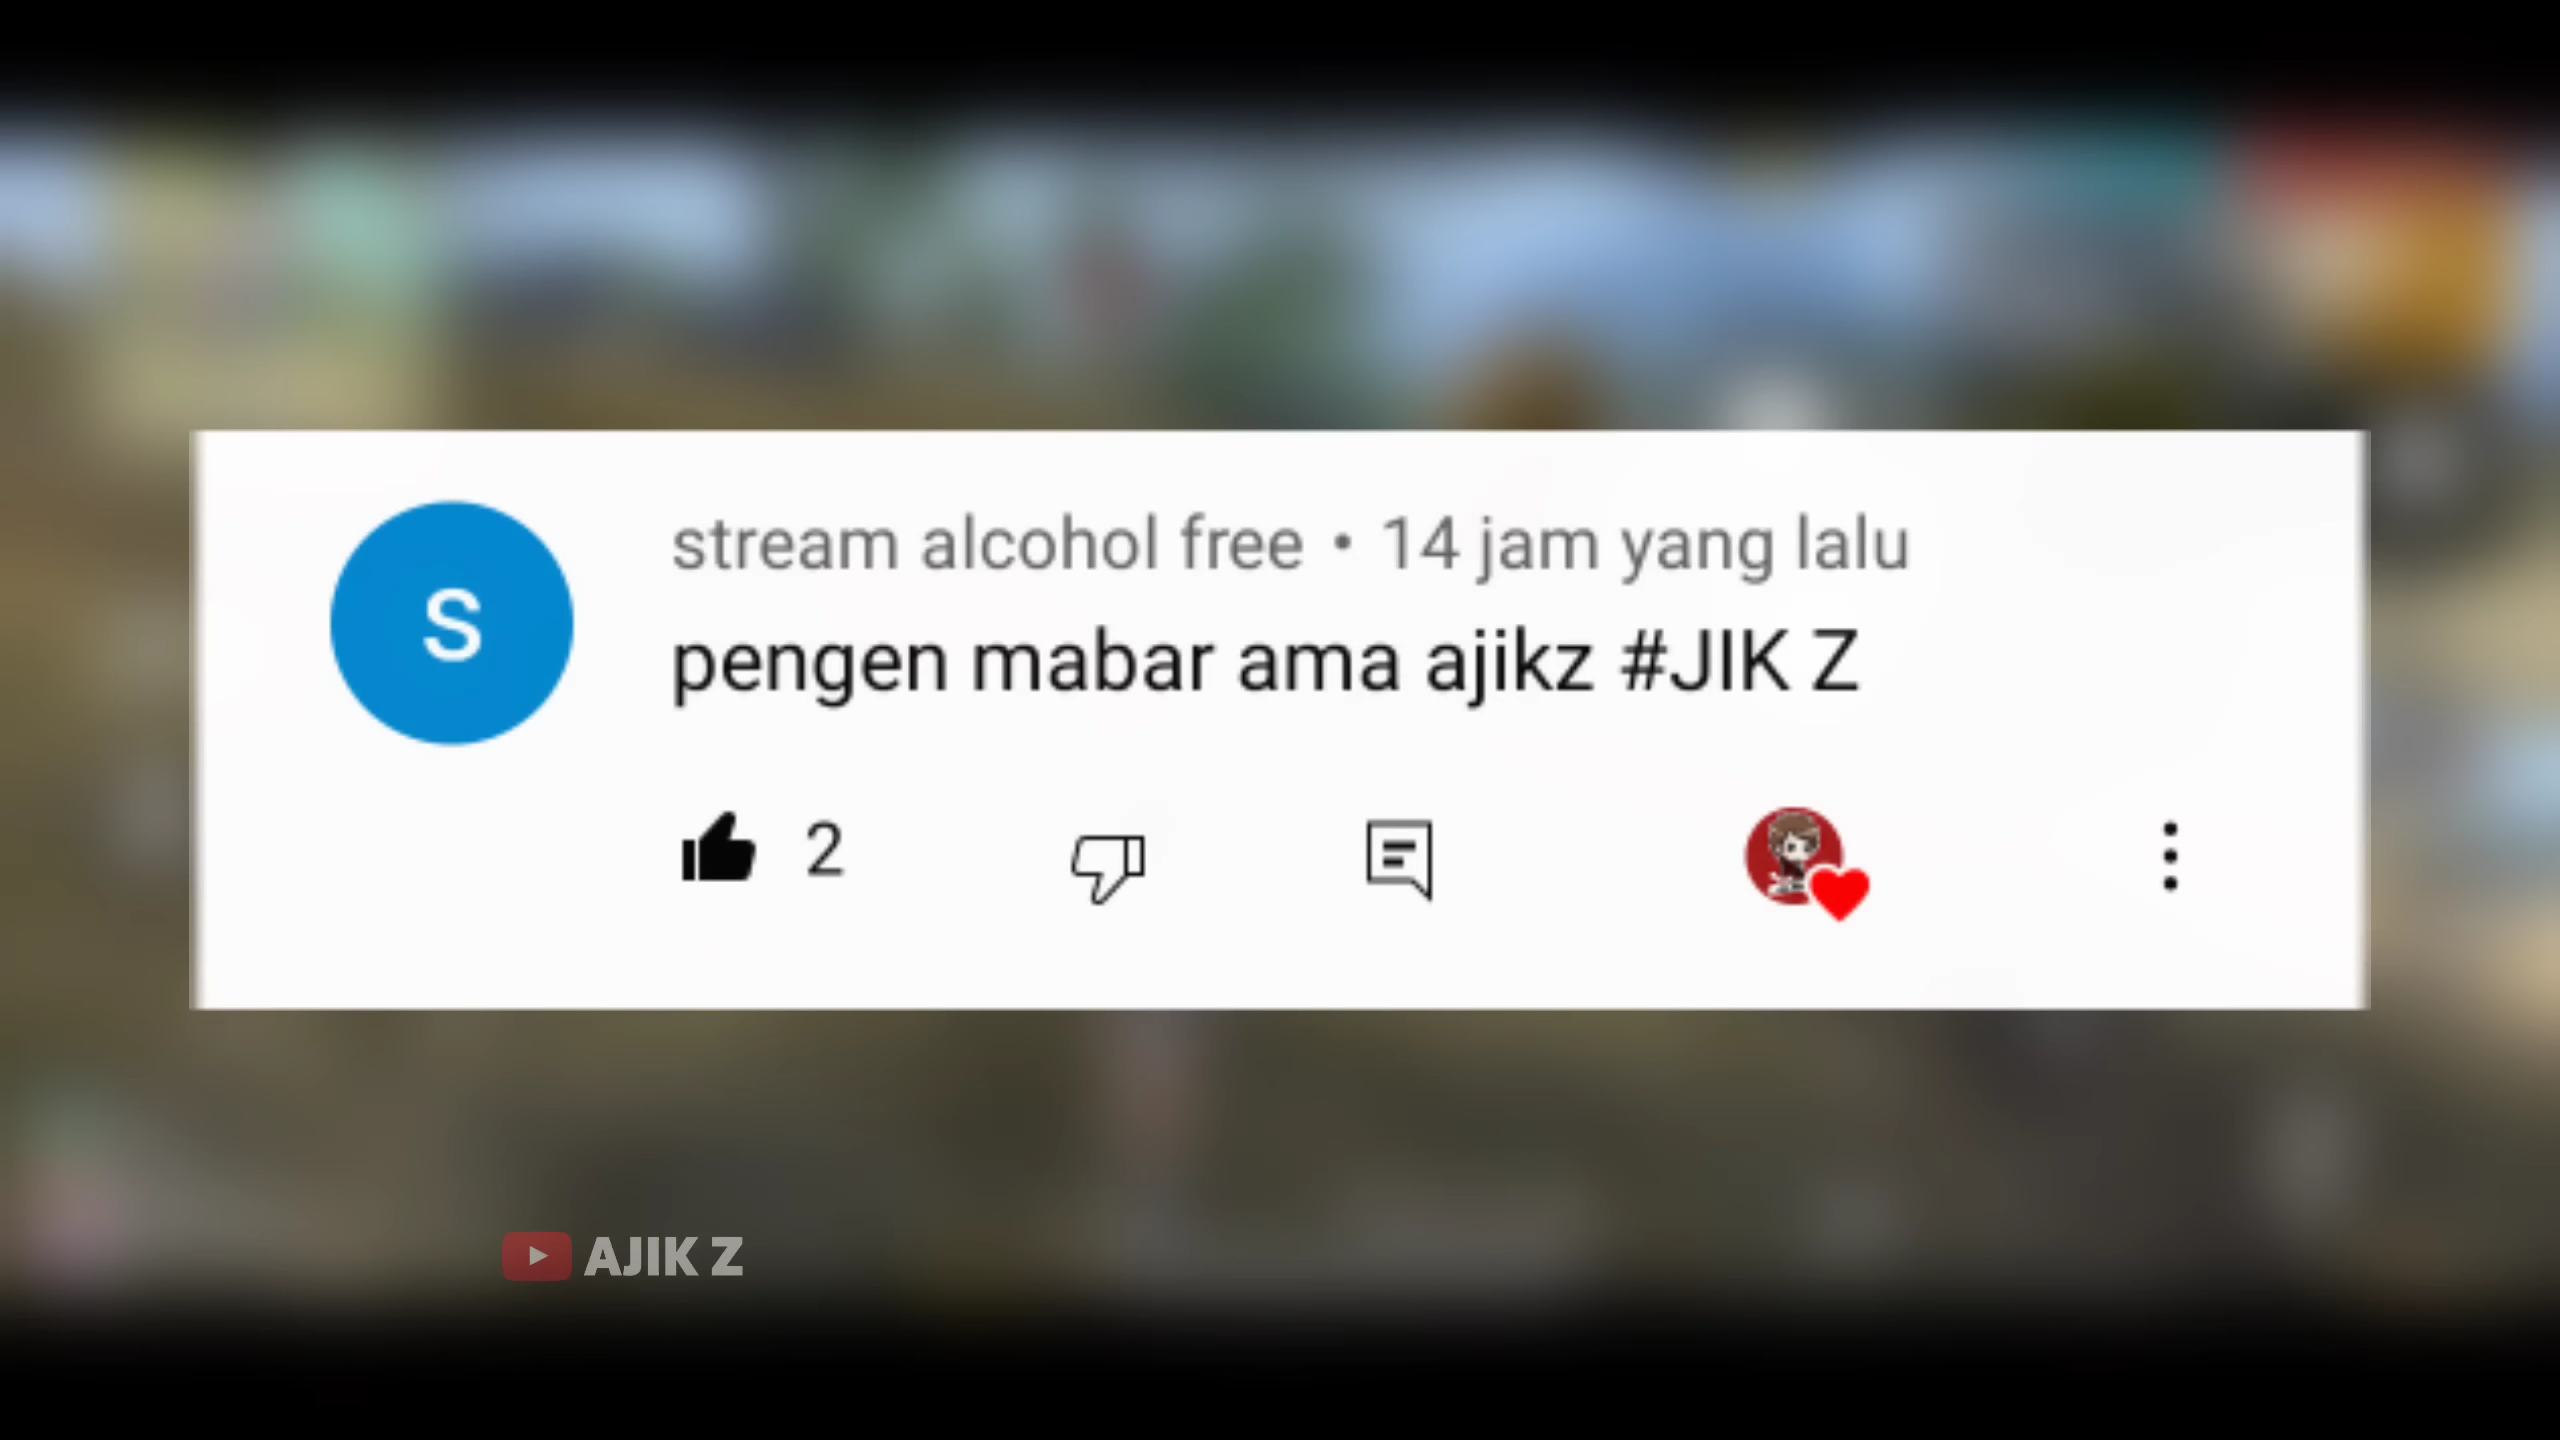 S
stream alcohol free • 14 jam yang lalu
pengen mabar ama ajikz #JIK Z
2
AJIK Z